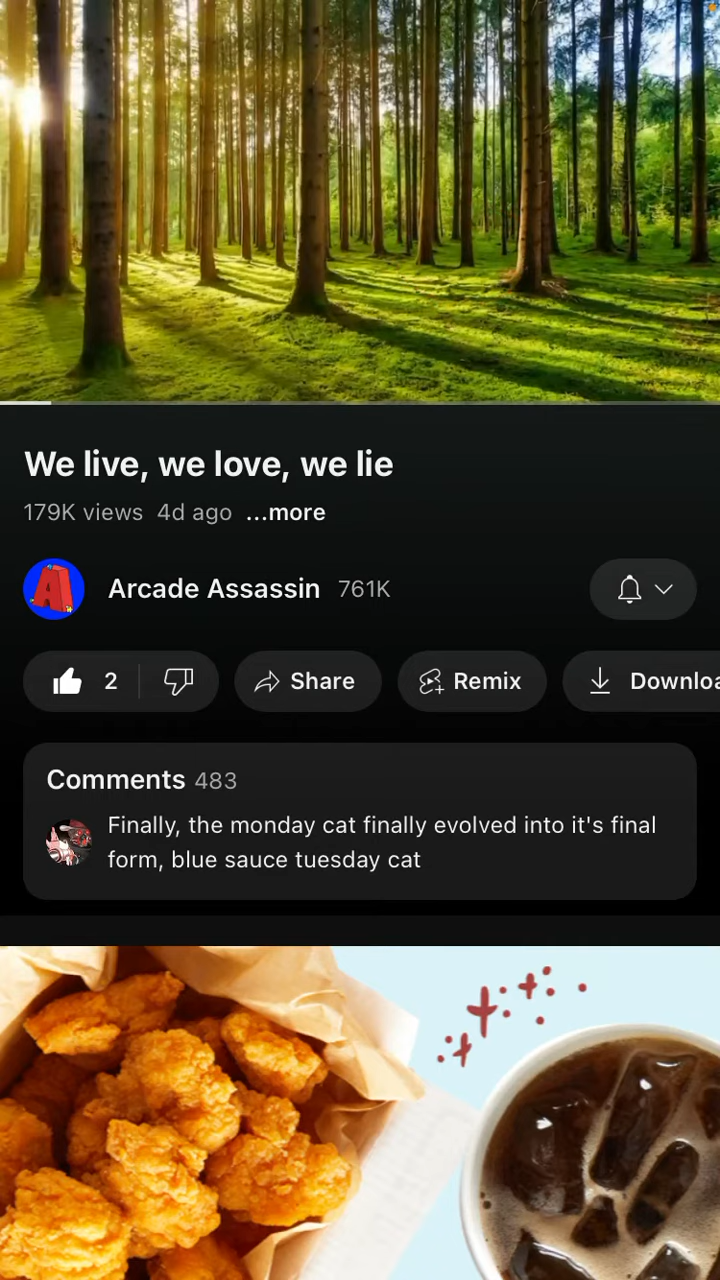 We live, we love, we lie
179K views 4d ago ...more
A
Arcade Assassin 761K
2 Share Remix Downloa
Comments 483
Finally, the monday cat finally evolved into it's final
form, blue sauce tuesday cat